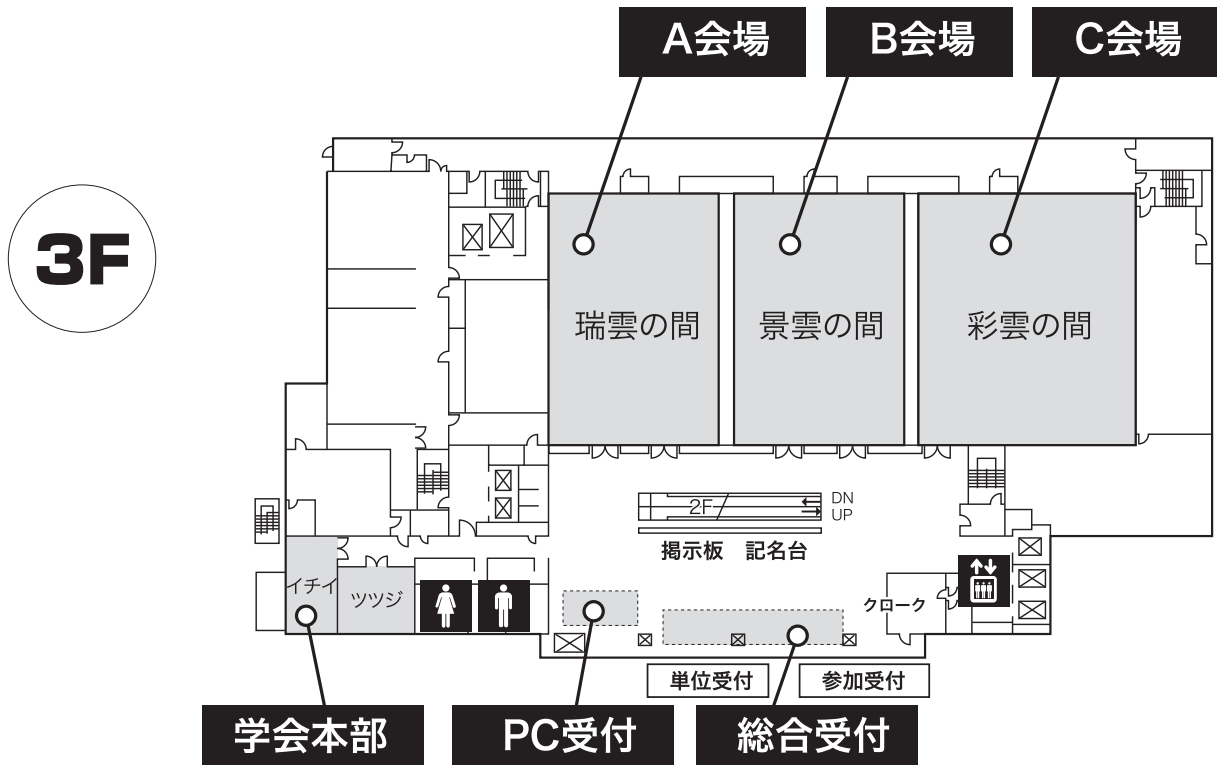 A会場
B会場
C会場
3F
瑞雲の間
景雲の間
彩雲の間
2F
DN
UP
掲示板 記名台
イチイ
ツツジ
クローク
単位受付
参加受付
学会本部
PC受付
総合受付